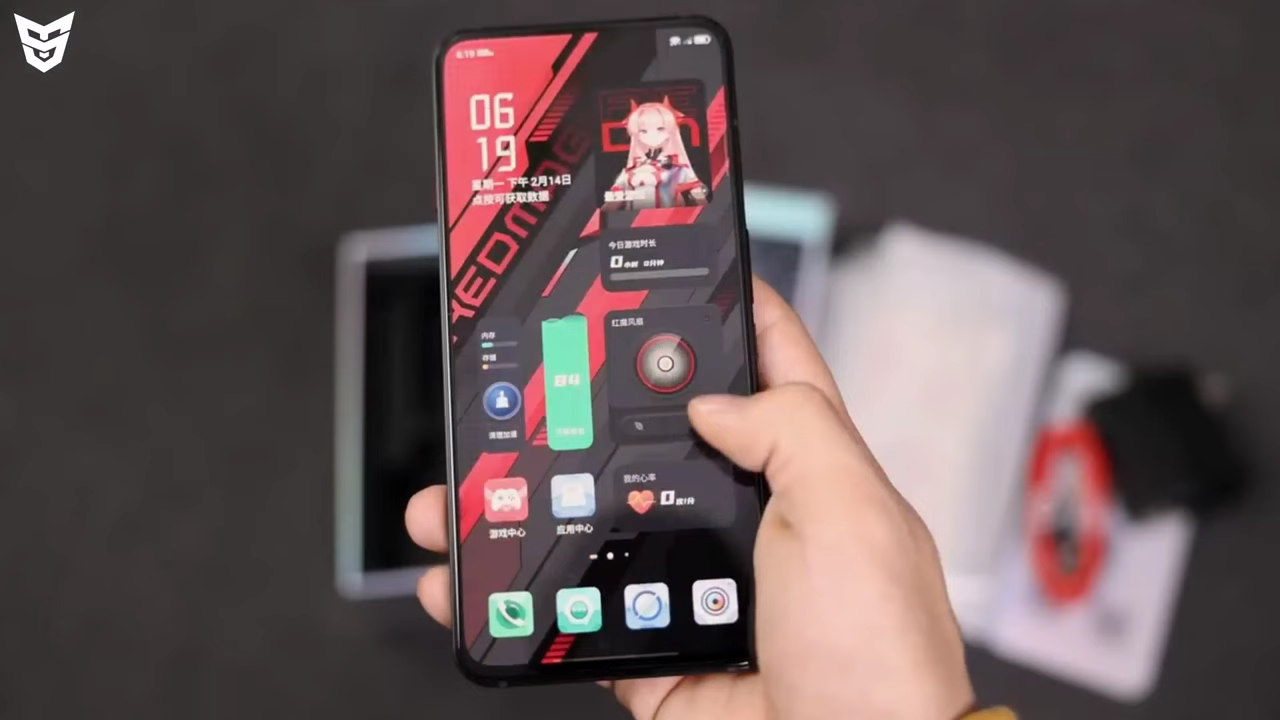 06
19
星期一 下午 2月14日
点按可获取数据
今日游戏时长
0 小时 0分钟
红魔风扇
内存
存储
84
清理加速
我的心率
0 次/分
游戏中心
应用中心